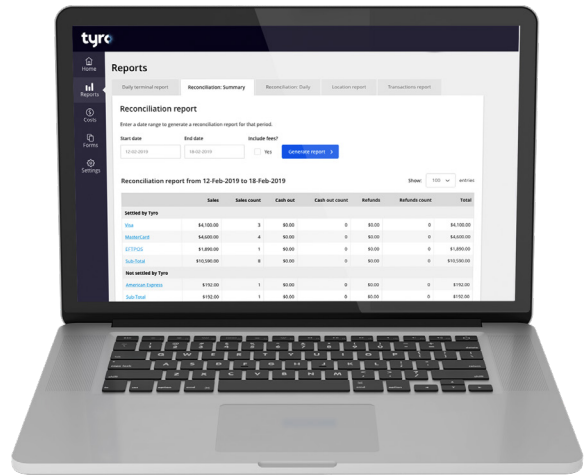 tyro
Home
Reports
Costs
Forms
Settings
Reports
Daily terminal report Reconciliation: Summary Reconciliation: Daily Location report Transactions report
Reconciliation report
Enter a date range to generate a reconciliation report for that period.
Start date End date Include fees?
12-02-2019 18-02-2019 Yes Generate report
Reconciliation report from 12-Feb-2019 to 18-Feb-2019 Show: 100 entries
Sales Sales count Cash out Cash out count Refunds Refunds count Total
Settled by Tyro
Visa $4,100.00 3 $0.00 0 $0.00 0 $4,100.00
MasterCard $4,600.00 4 $0.00 0 $0.00 0 $4,600.00
EFTPOS $1,890.00 1 $0.00 0 $0.00 0 $1,890.00
Sub-Total $10,590.00 8 $0.00 0 $0.00 0 $10,590.00
Not settled by Tyro
American Express $192.00 1 $0.00 0 $0.00 0 $192.00
Sub-Total $192.00 1 $0.00 0 $0.00 0 $192.00
Q W E R T Y U I O P
A S D F G H J K L
Z X C V B N M